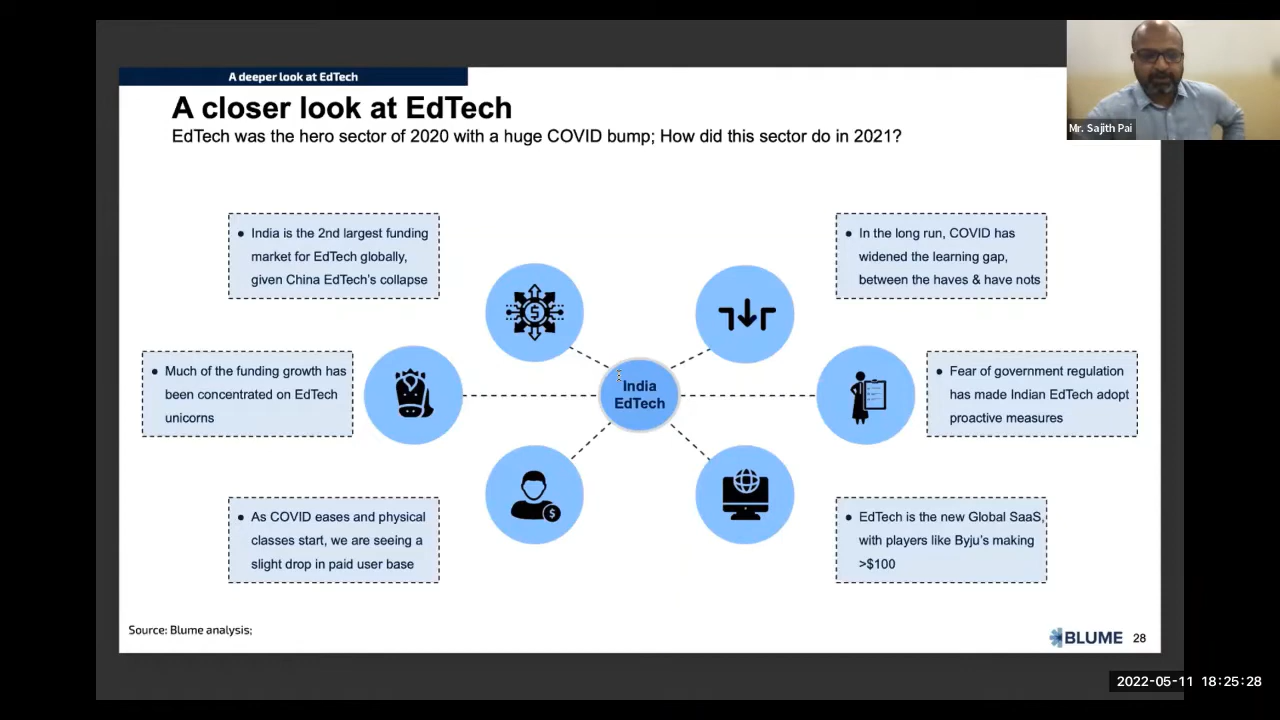 A deeper look at EdTech
A closer look at EdTech
EdTech was the hero sector of 2020 with a huge COVID bump; How did this sector do in 2021?
Mr. Sajith Pai
• India is the 2nd largest funding
market for EdTech globally,
given China EdTech's collapse
• In the long run, COVID has
widened the learning gap,
between the haves & have nots
• Much of the funding growth has
been concentrated on EdTech
unicorns
India
EdTech
• Fear of government regulation
has made Indian EdTech adopt
proactive measures
• As COVID eases and physical
classes start, we are seeing a
slight drop in paid user base
• EdTech is the new Global SaaS,
with players like Byju's making
>$100
$
$
Source: Blume analysis;
BLUME 28
2022-05-11 18:25:28